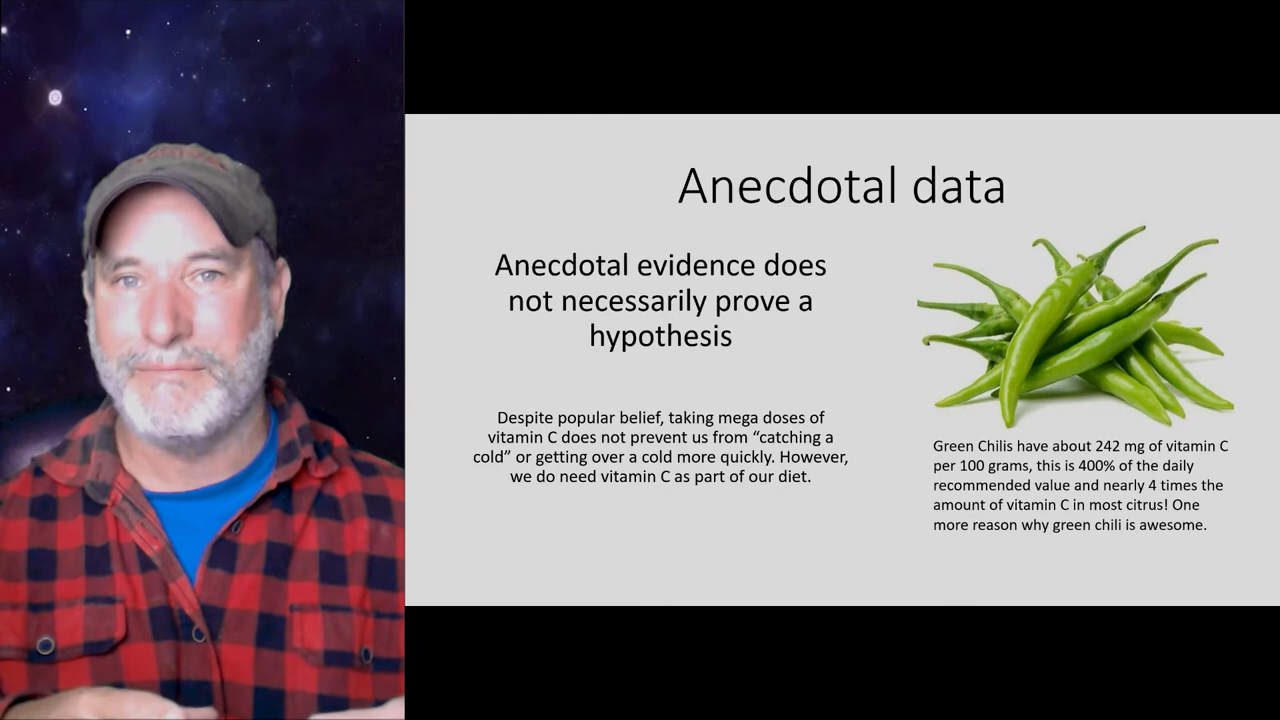 Anecdotal data
Anecdotal evidence does
not necessarily prove a
hypothesis
Despite popular belief, taking mega doses of
vitamin C does not prevent us from “catching a
cold” or getting over a cold more quickly. However,
we do need vitamin C as part of our diet.
Green Chilis have about 242 mg of vitamin C
per 100 grams, this is 400% of the daily
recommended value and nearly 4 times the
amount of vitamin C in most citrus! One
more reason why green chili is awesome.